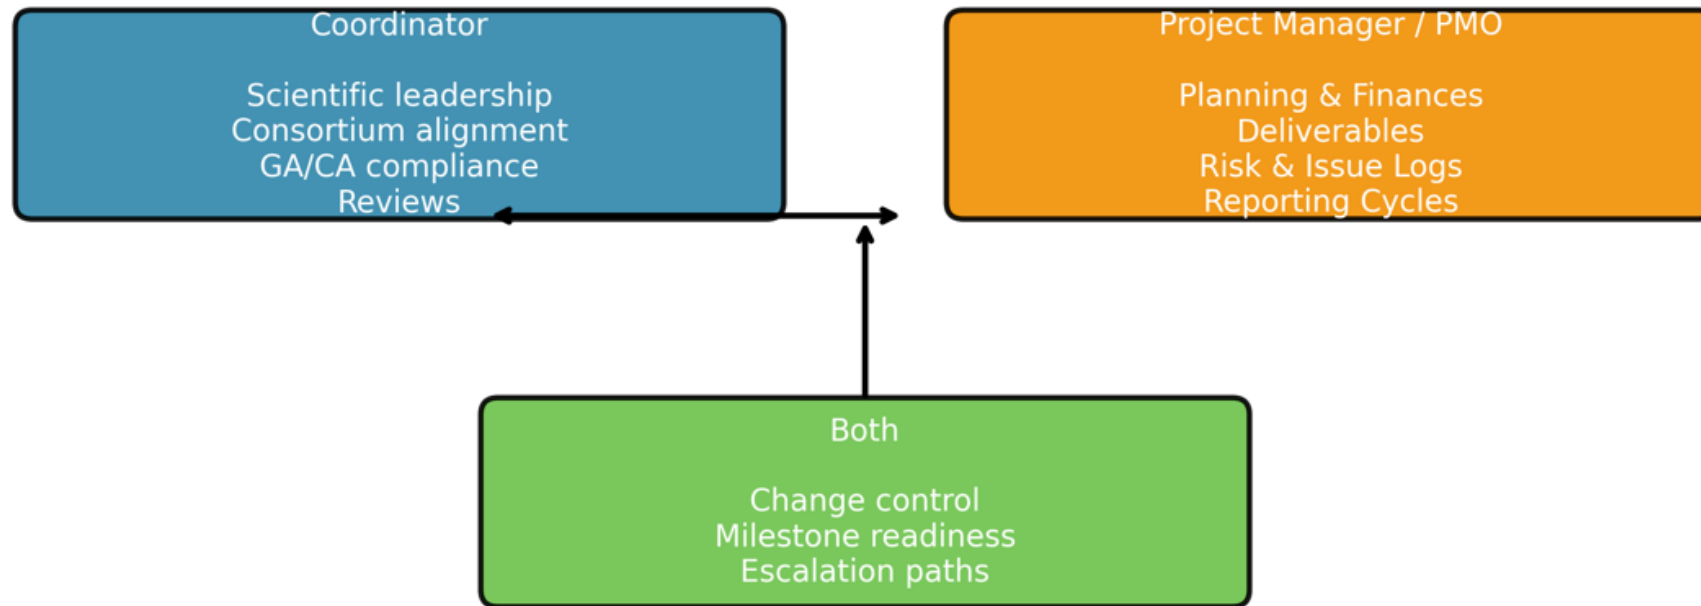 Coordinator
Scientific leadership
Consortium alignment
GA/CA compliance
Reviews
Project Manager / PMO
Planning & Finances
Deliverables
Risk & Issue Logs
Reporting Cycles
Both
Change control
Milestone readiness
Escalation paths